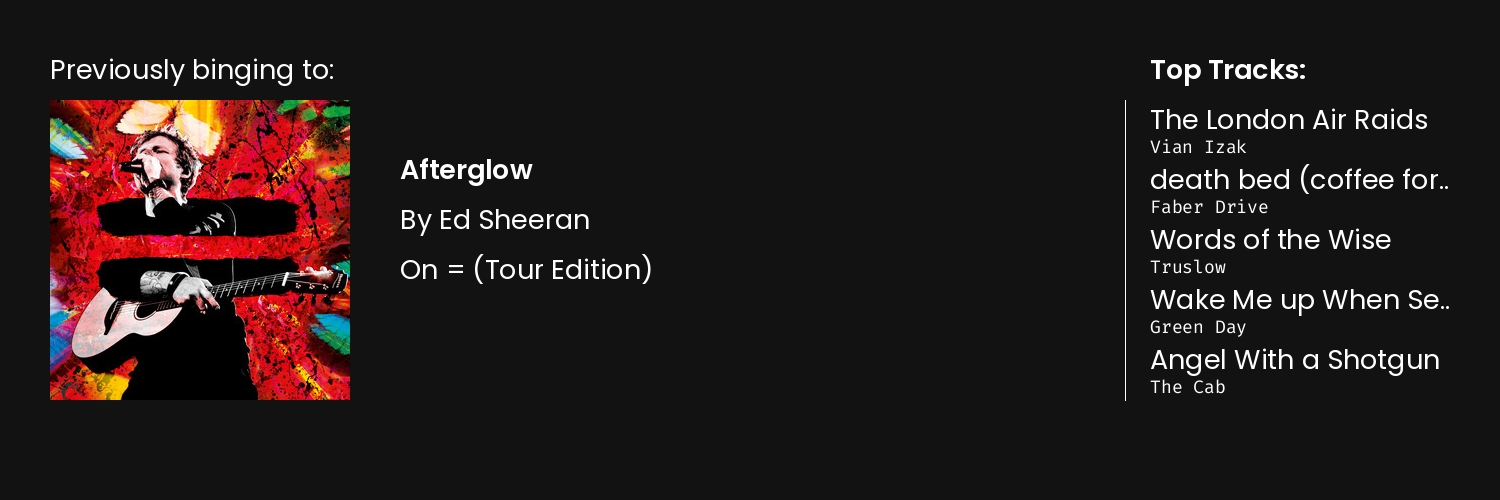 Previously binging to:
Afterglow
By Ed Sheeran
On = (Tour Edition)
Top Tracks:
The London Air Raids
Vian Izak
death bed (coffee for..
Faber Drive
Words of the Wise
Truslow
Wake Me up When Se..
Green Day
Angel With a Shotgun
The Cab